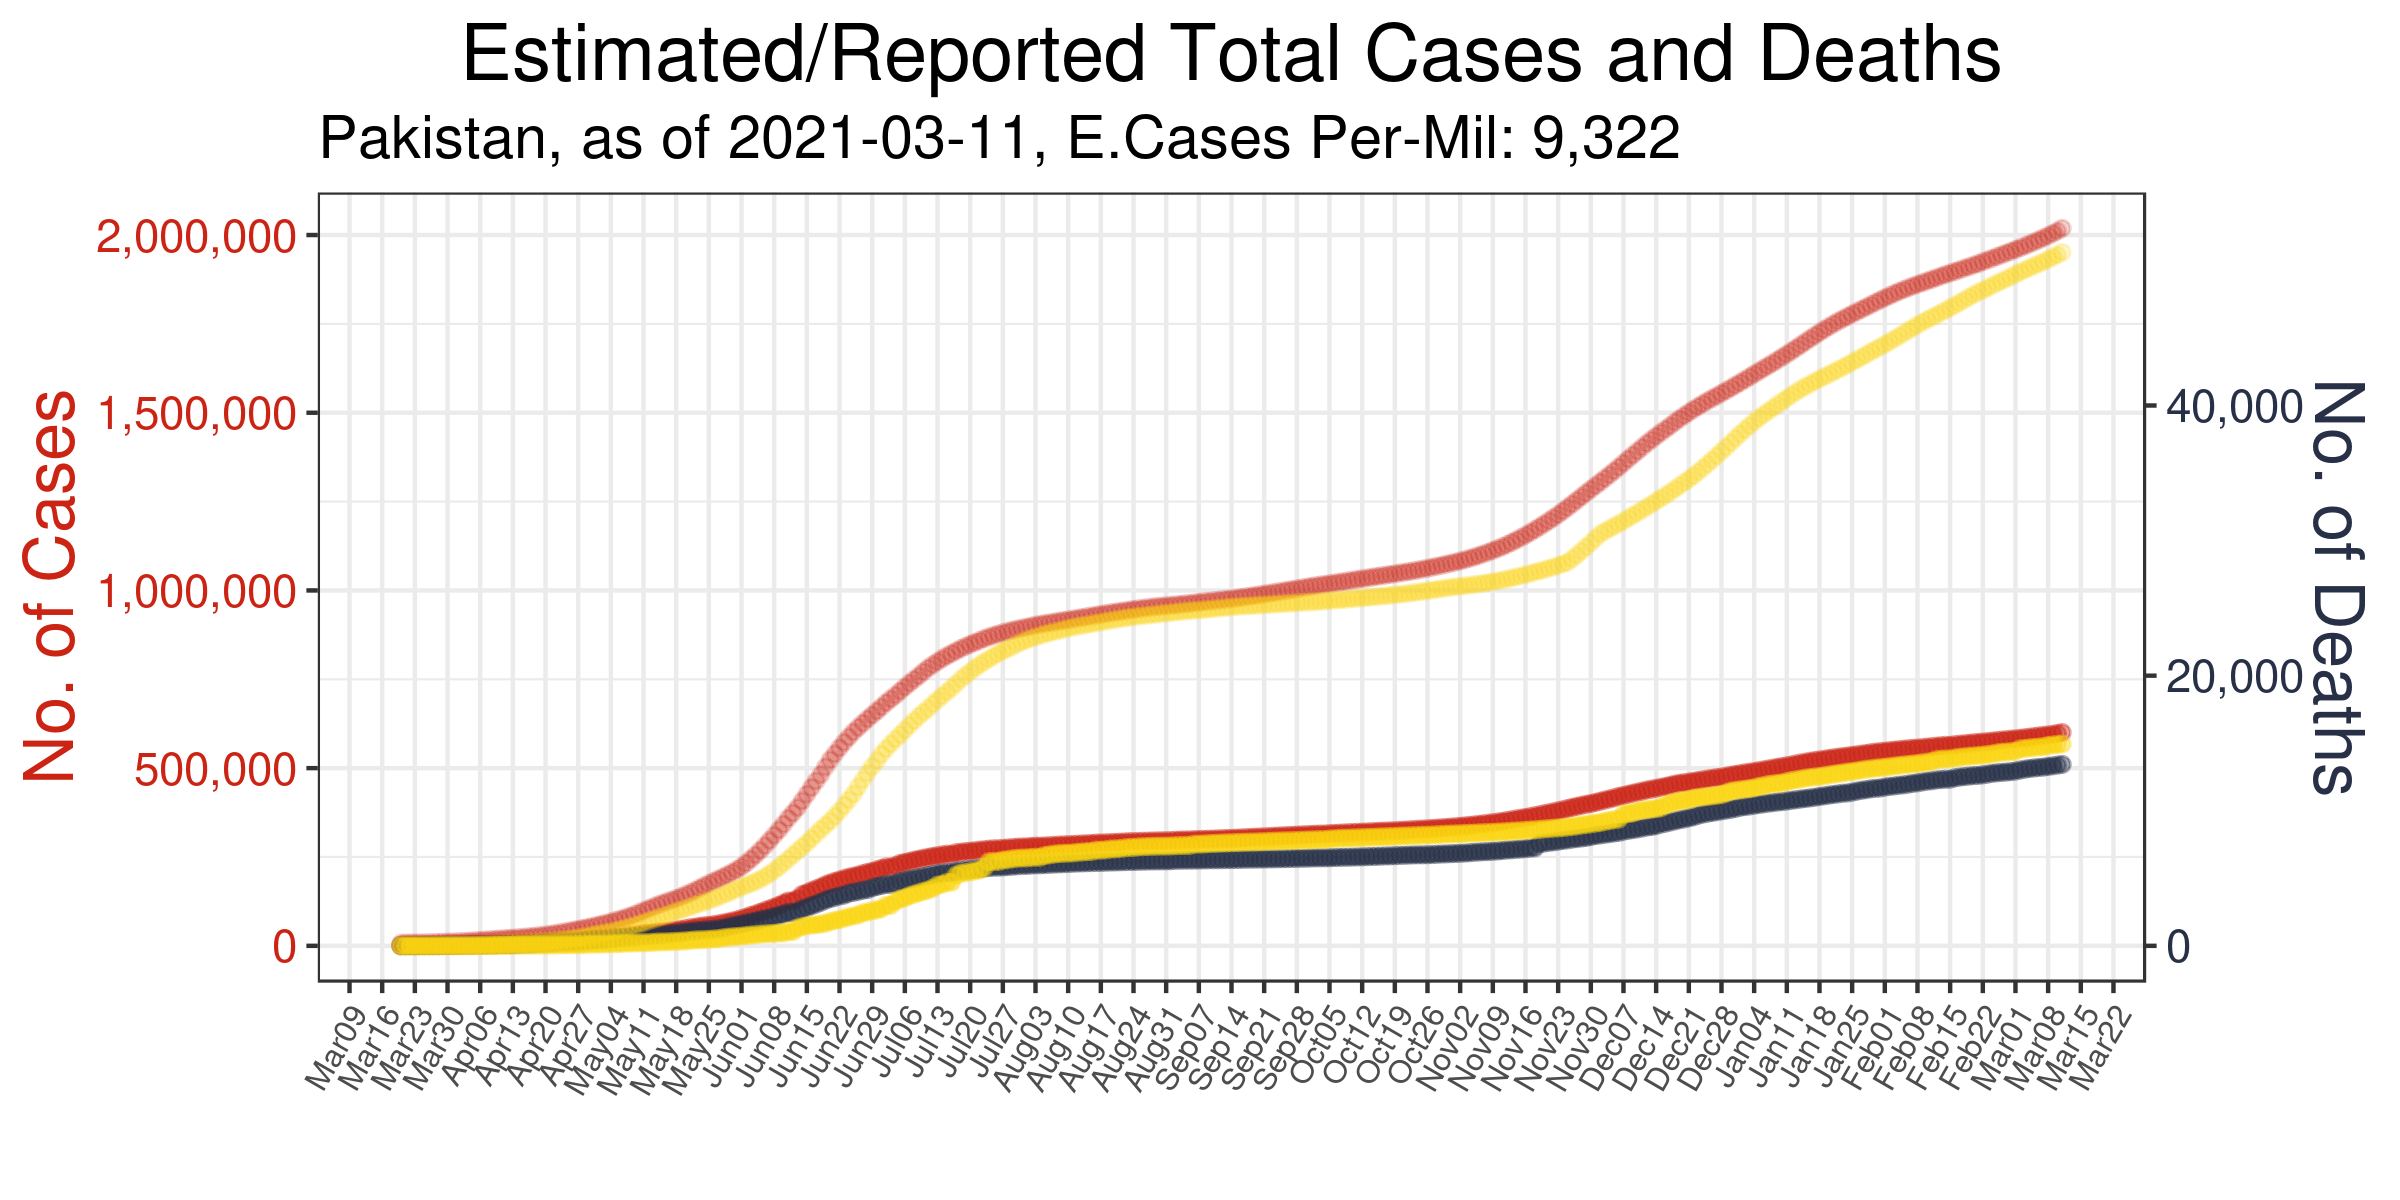 Estimated/Reported Total Cases and Deaths
Pakistan, as of 2021-03-11, E.Cases Per-Mil: 9,322
No. of Cases
2,000,000
1,500,000
1,000,000
500,000
0
40,000
20,000
0
No. of Deaths
Mar09
Mar16
Mar23
Mar30
Apr06
Apr13
Apr20
Apr27
May04
May11
May18
May25
Jun01
Jun08
Jun15
Jun22
Jun29
Jul06
Jul13
Jul20
Jul27
Aug03
Aug10
Aug17
Aug24
Aug31
Sep07
Sep14
Sep21
Sep28
Oct05
Oct12
Oct19
Oct26
Nov02
Nov09
Nov16
Nov23
Nov30
Dec07
Dec14
Dec21
Dec28
Jan04
Jan11
Jan18
Jan25
Feb01
Feb08
Feb15
Feb22
Mar01
Mar08
Mar15
Mar22